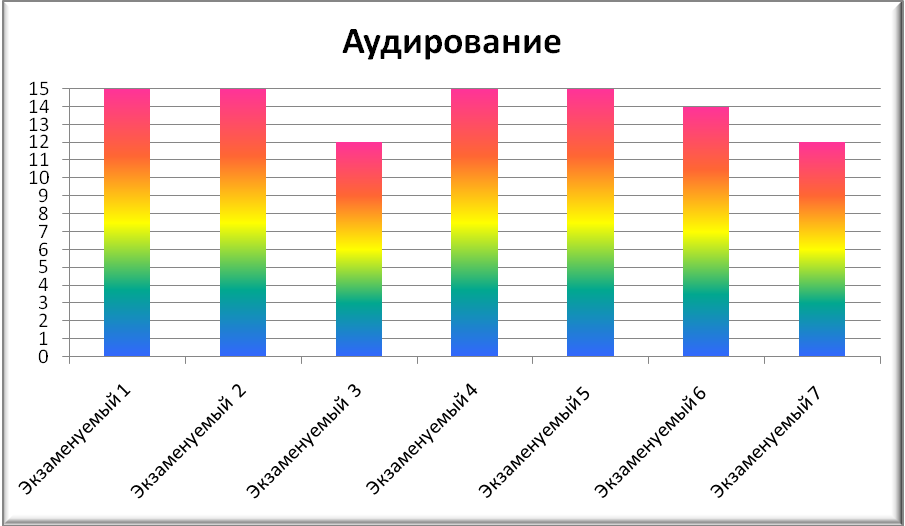 Аудирование
15
14
13
12
11
10
9
8
7
6
5
4
3
2
1
0
Экзаменуемый 1
Экзаменуемый 2
Экзаменуемый 3
Экзаменуемый 4
Экзаменуемый 5
Экзаменуемый 6
Экзаменуемый 7